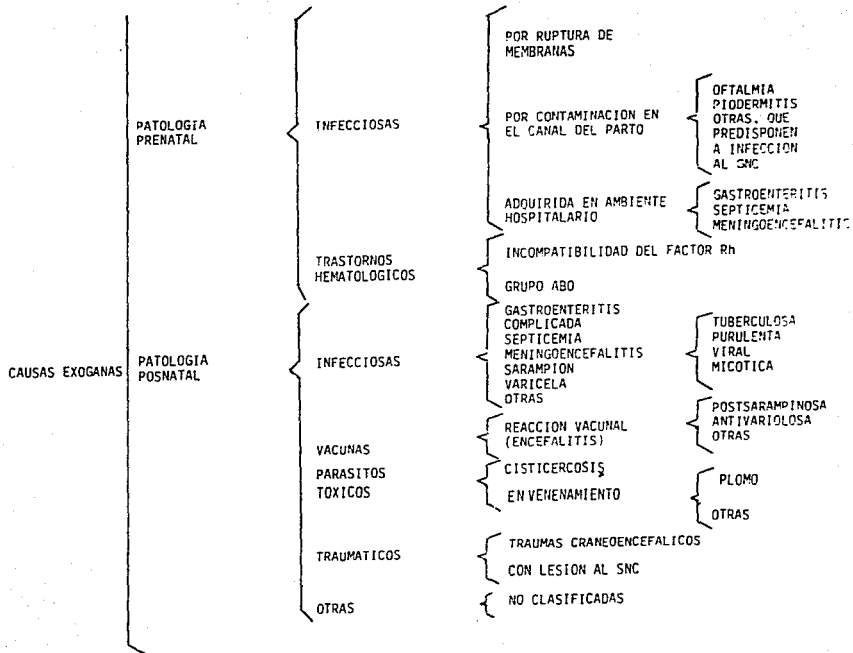 POR RUPTURA DE
MEMBRANAS
PATOLOGIA
PRENATAL
INFECCIOSAS
POR CONTAMINACION EN
EL CANAL DEL PARTO
OFTALMIA
PIODERMITIS
OTRAS, QUE
PREDISPONEN
A INFECCION
AL SNC
ADQUIRIDA EN AMBIENTE
HOSPITALARIO
GASTROENTERITIS
SEPTICEMIA
MENINGOENCEFALITIS
TRASTORNOS
HEMATOLOGICOS
INCOMPATIBILIDAD DEL FACTOR Rh
GRUPO ABO
CAUSAS EXOGANAS
PATOLOGIA
POSNATAL
INFECCIOSAS
GASTROENTERITIS
COMPLICADA
SEPTICEMIA
MENINGOENCEFALITIS
SARAMPION
VARICELA
OTRAS
TUBERCULOSA
PURULENTA
VIRAL
MICOTICA
VACUNAS
REACCION VACUNAL
(ENCEFALITIS)
POSTSARAMPINOSA
ANTIVARIOLOSA
OTRAS
PARASITOS
TOXICOS
CISTICERCOSIS
ENVENENAMIENTO
PLOMO
OTRAS
TRAUMATICOS
TRAUMAS CRANEOENCEFALICOS
CON LESION AL SNC
OTRAS
NO CLASIFICADAS